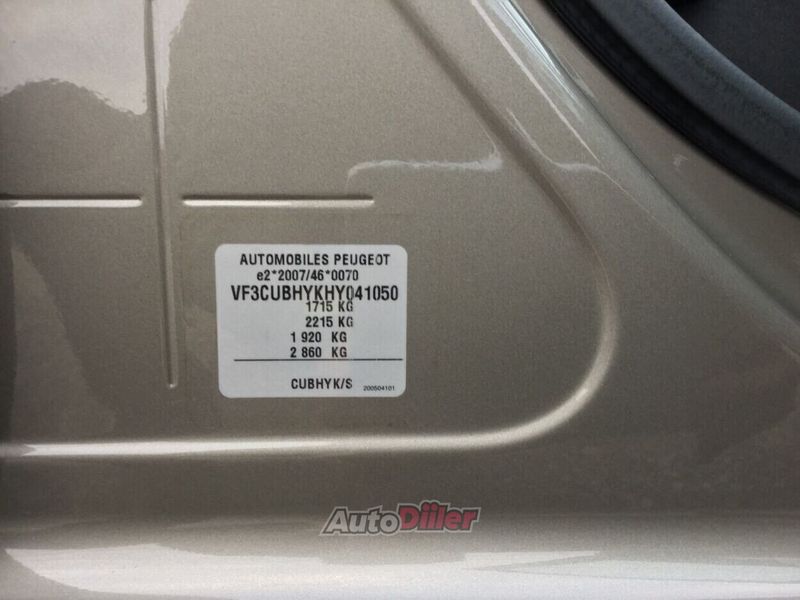 AUTOMOBILES PEUGEOT
e2*2007/46*0070
VF3CUBHYKHY041050
1715 KG
2215 KG
1 920 KG
2 860 KG
CUBHYK/S 200504101
AutoDiiler